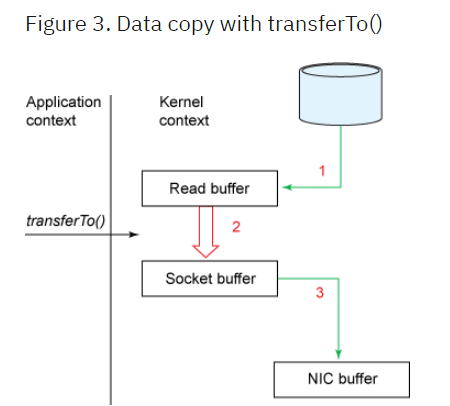 Figure 3. Data copy with transferTo()
Application
context
Kernel
context
1
Read buffer
transferTo()
2
Socket buffer
3
NIC buffer